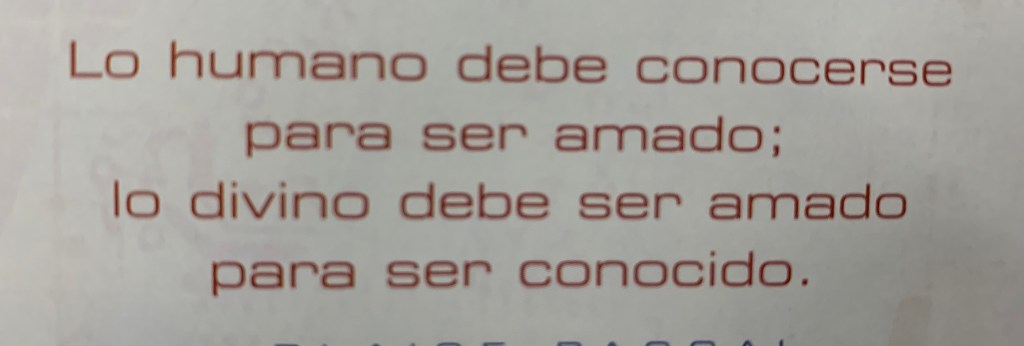 Lo humano debe conocerse
para ser amado;
lo divino debe ser amado
para ser conocido.